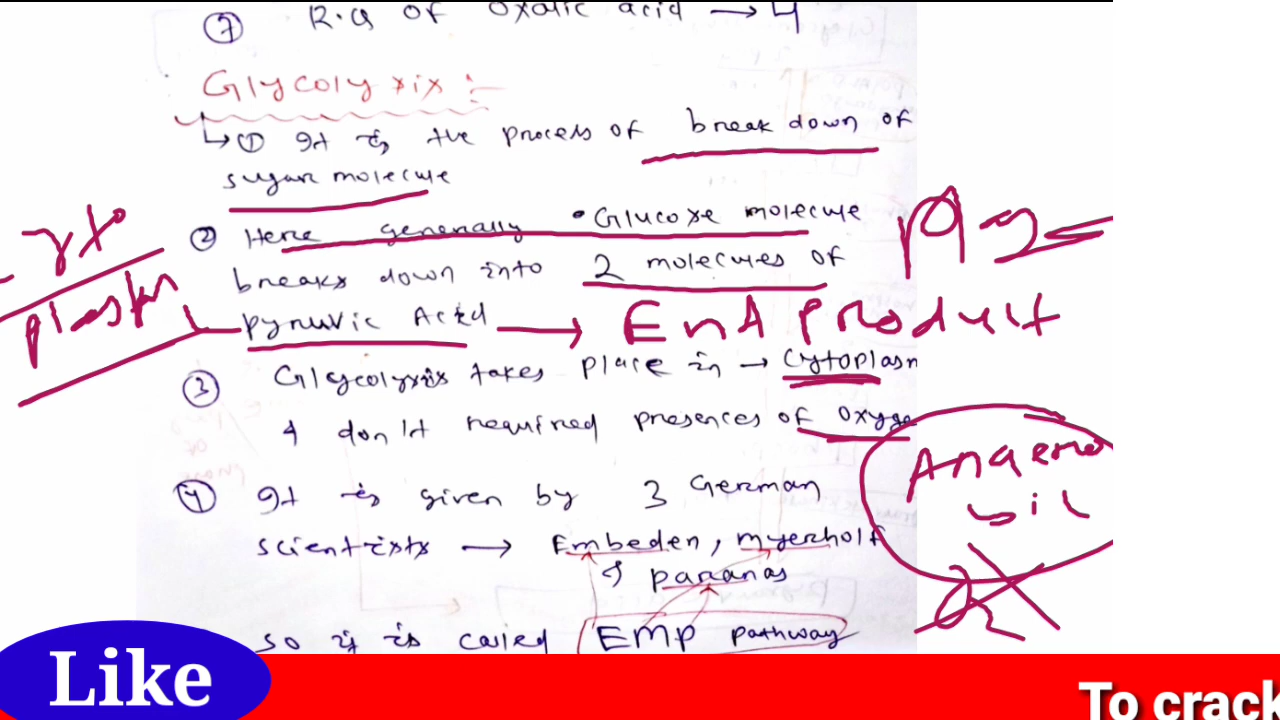 7 R.Q of Oxalic acid → 4
Glycolysis :-
↳ ① It is the process of break down of
sugar molecule
② Here generally Glucose molecule
breaks down into 2 molecules of
pyruvic Acid → End Product
③ Glycolysis takes place in → Cytoplasm
& don't required presences of Oxyge
④ It is given by 3 German
scientists → Embeden, myerholf
& paranas
so it is called EMP pathway
cyto
plasm
Anaero
bic
O2
Like
To crack